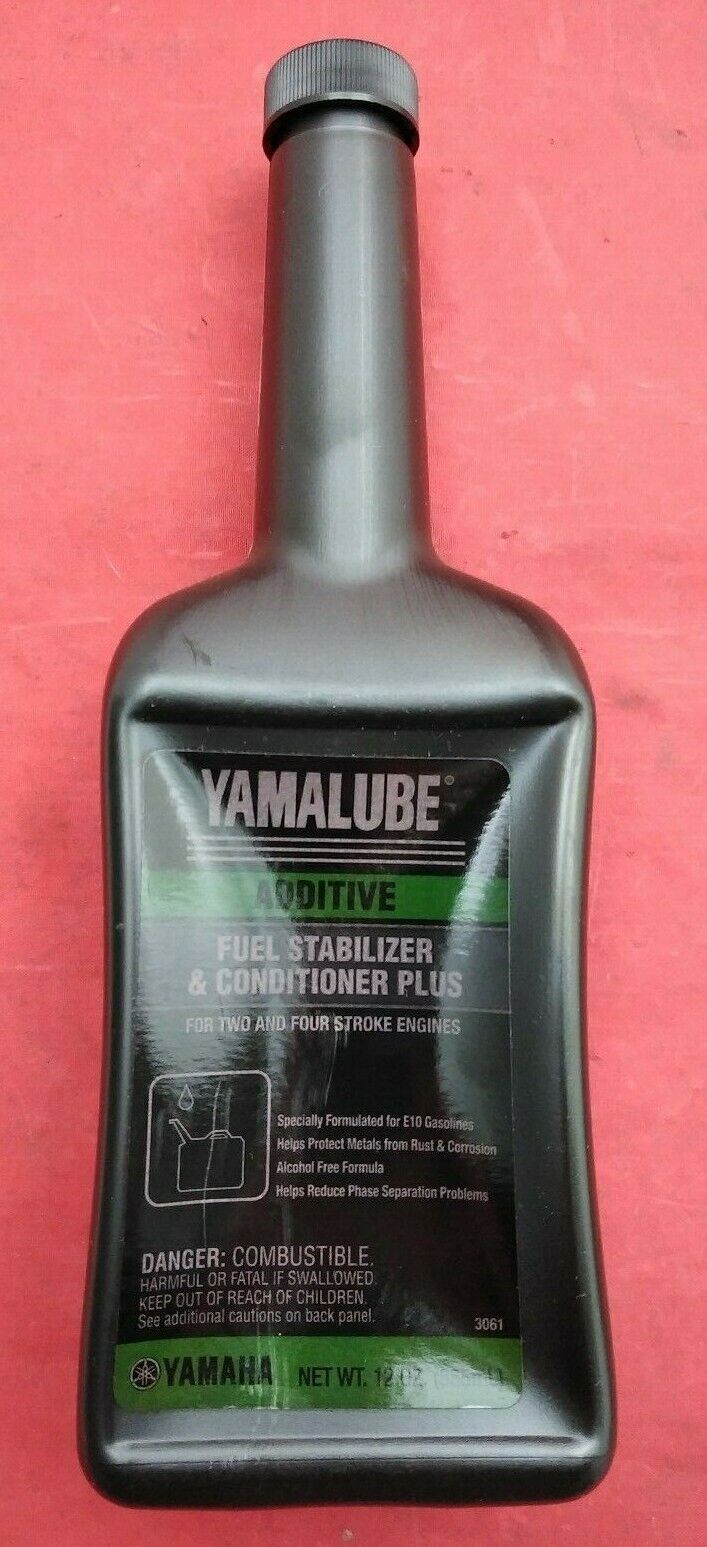 YAMALUBE®
ADDITIVE
FUEL STABILIZER
& CONDITIONER PLUS
FOR TWO AND FOUR STROKE ENGINES
Specially Formulated for E10 Gasolines
Helps Protect Metals from Rust & Corrosion
Alcohol Free Formula
Helps Reduce Phase Separation Problems
DANGER: COMBUSTIBLE.
HARMFUL OR FATAL IF SWALLOWED.
KEEP OUT OF REACH OF CHILDREN.
See additional cautions on back panel.
3061
YAMAHA NET WT. 12 OZ.